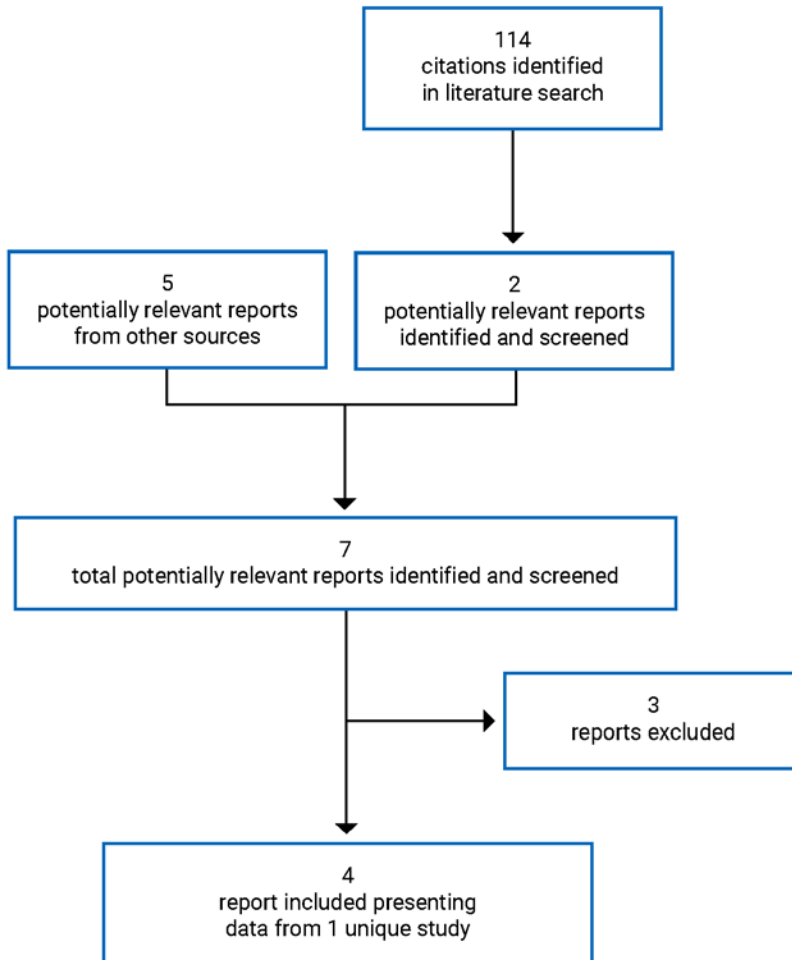 114
citations identified
in literature search
5
potentially relevant reports
from other sources
2
potentially relevant reports
identified and screened
7
total potentially relevant reports identified and screened
3
reports excluded
4
report included presenting
data from 1 unique study